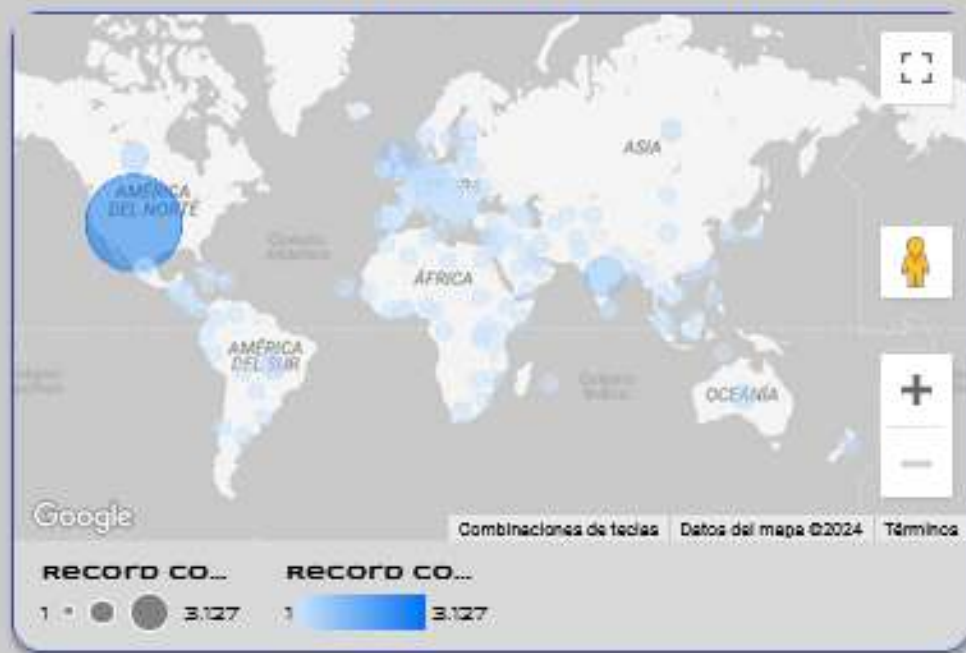 ASIA
AMÉRICA
DEL NORTE
ÁFRICA
AMÉRICA
DEL SUR
OCEANÍA
Google
Combinaciones de teclas
Datos del mapa ©2024
Términos
Record co...
Record co...
1
3.127
1
3.127